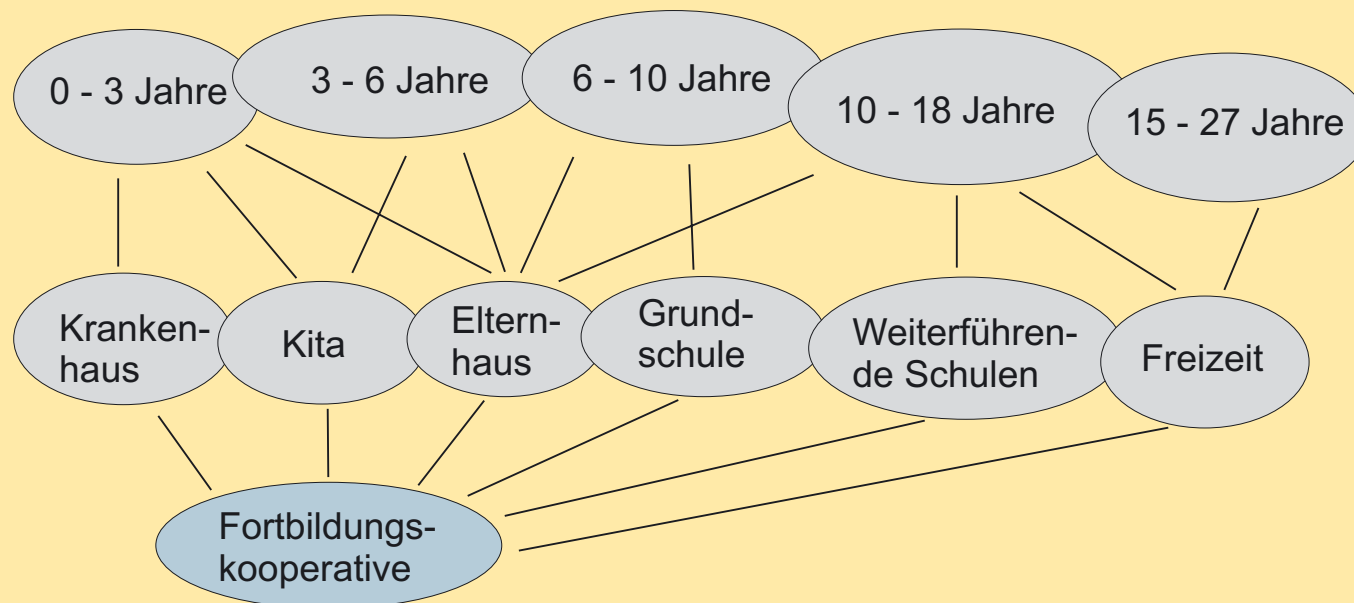 0 - 3 Jahre
3 - 6 Jahre
6 - 10 Jahre
10 - 18 Jahre
15 - 27 Jahre
Kranken-
haus
Kita
Eltern-
haus
Grund-
schule
Weiterführen-
de Schulen
Freizeit
Fortbildungs-
kooperative